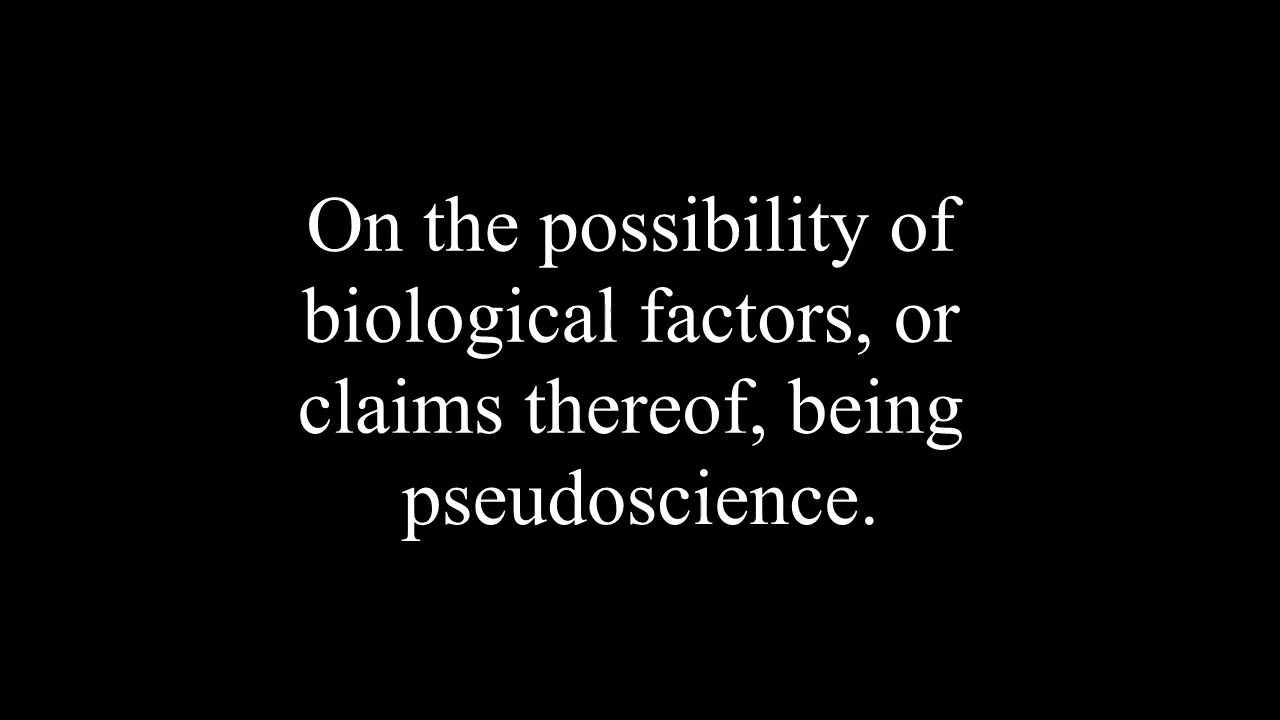 On the possibility of
biological factors, or
claims thereof, being
pseudoscience.